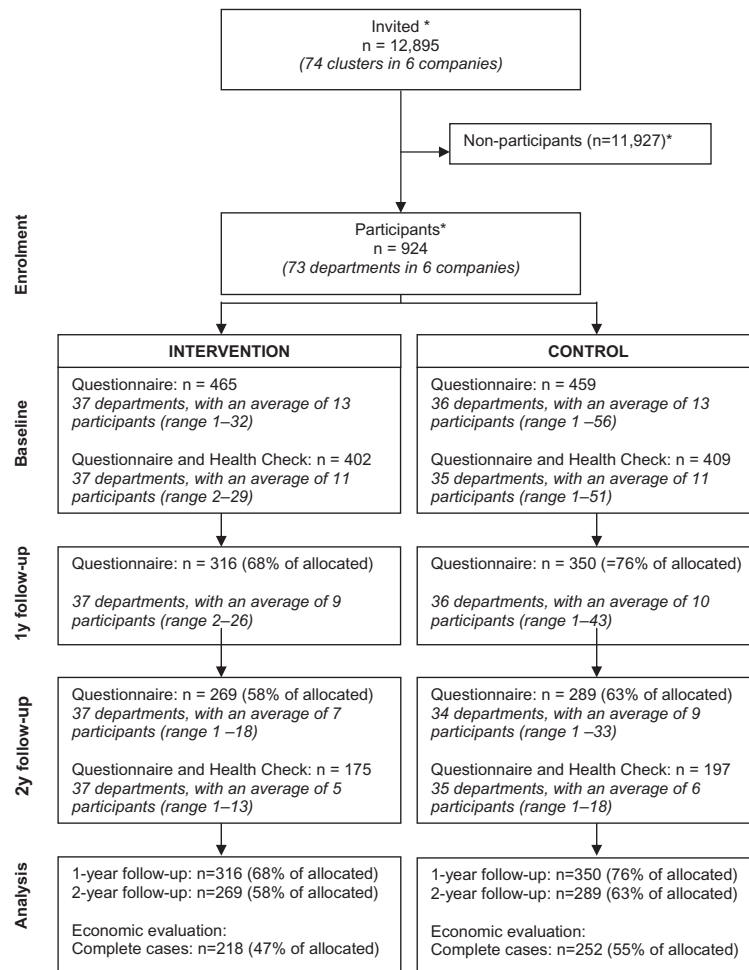 Invited *
n = 12,895
(74 clusters in 6 companies)
Non-participants (n=11,927)*
Enrolment
Participants*
n = 924
(73 departments in 6 companies)
INTERVENTION
CONTROL
Baseline
Questionnaire: n = 465
37 departments, with an average of 13
participants (range 1–32)
Questionnaire and Health Check: n = 402
37 departments, with an average of 11
participants (range 2–29)
Questionnaire: n = 459
36 departments, with an average of 13
participants (range 1 –56)
Questionnaire and Health Check: n = 409
35 departments, with an average of 11
participants (range 1–51)
1y follow-up
Questionnaire: n = 316 (68% of allocated)
37 departments, with an average of 9
participants (range 2–26)
Questionnaire: n = 350 (=76% of allocated)
36 departments, with an average of 10
participants (range 1–43)
2y follow-up
Questionnaire: n = 269 (58% of allocated)
37 departments, with an average of 7
participants (range 1 –18)
Questionnaire and Health Check: n = 175
37 departments, with an average of 5
participants (range 1–13)
Questionnaire: n = 289 (63% of allocated)
34 departments, with an average of 9
participants (range 1 –33)
Questionnaire and Health Check: n = 197
35 departments, with an average of 6
participants (range 1–18)
Analysis
1-year follow-up: n=316 (68% of allocated)
2-year follow-up: n=269 (58% of allocated)
Economic evaluation:
Complete cases: n=218 (47% of allocated)
1-year follow-up: n=350 (76% of allocated)
2-year follow-up: n=289 (63% of allocated)
Economic evaluation:
Complete cases: n=252 (55% of allocated)